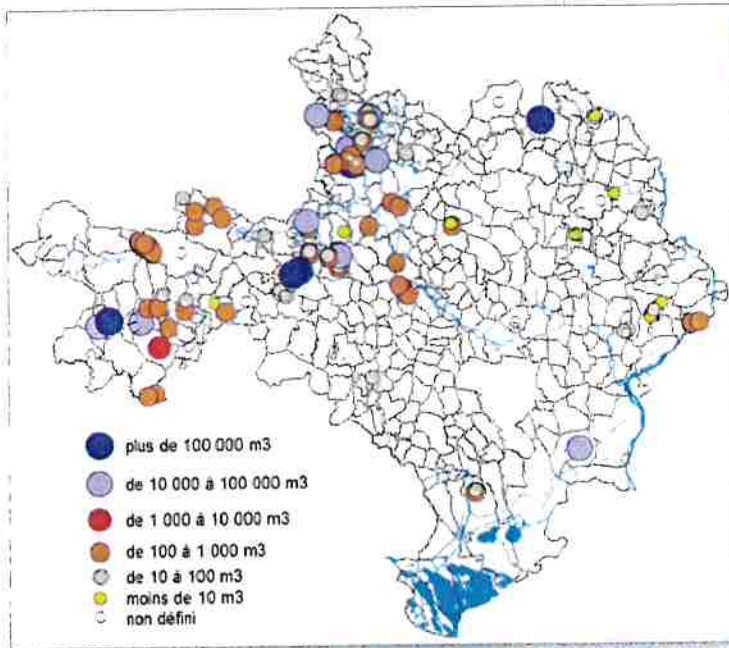 plus de 100 000 m3
de 10 000 à 100 000 m3
de 1 000 à 10 000 m3
de 100 à 1 000 m3
de 10 à 100 m3
moins de 10 m3
non défini